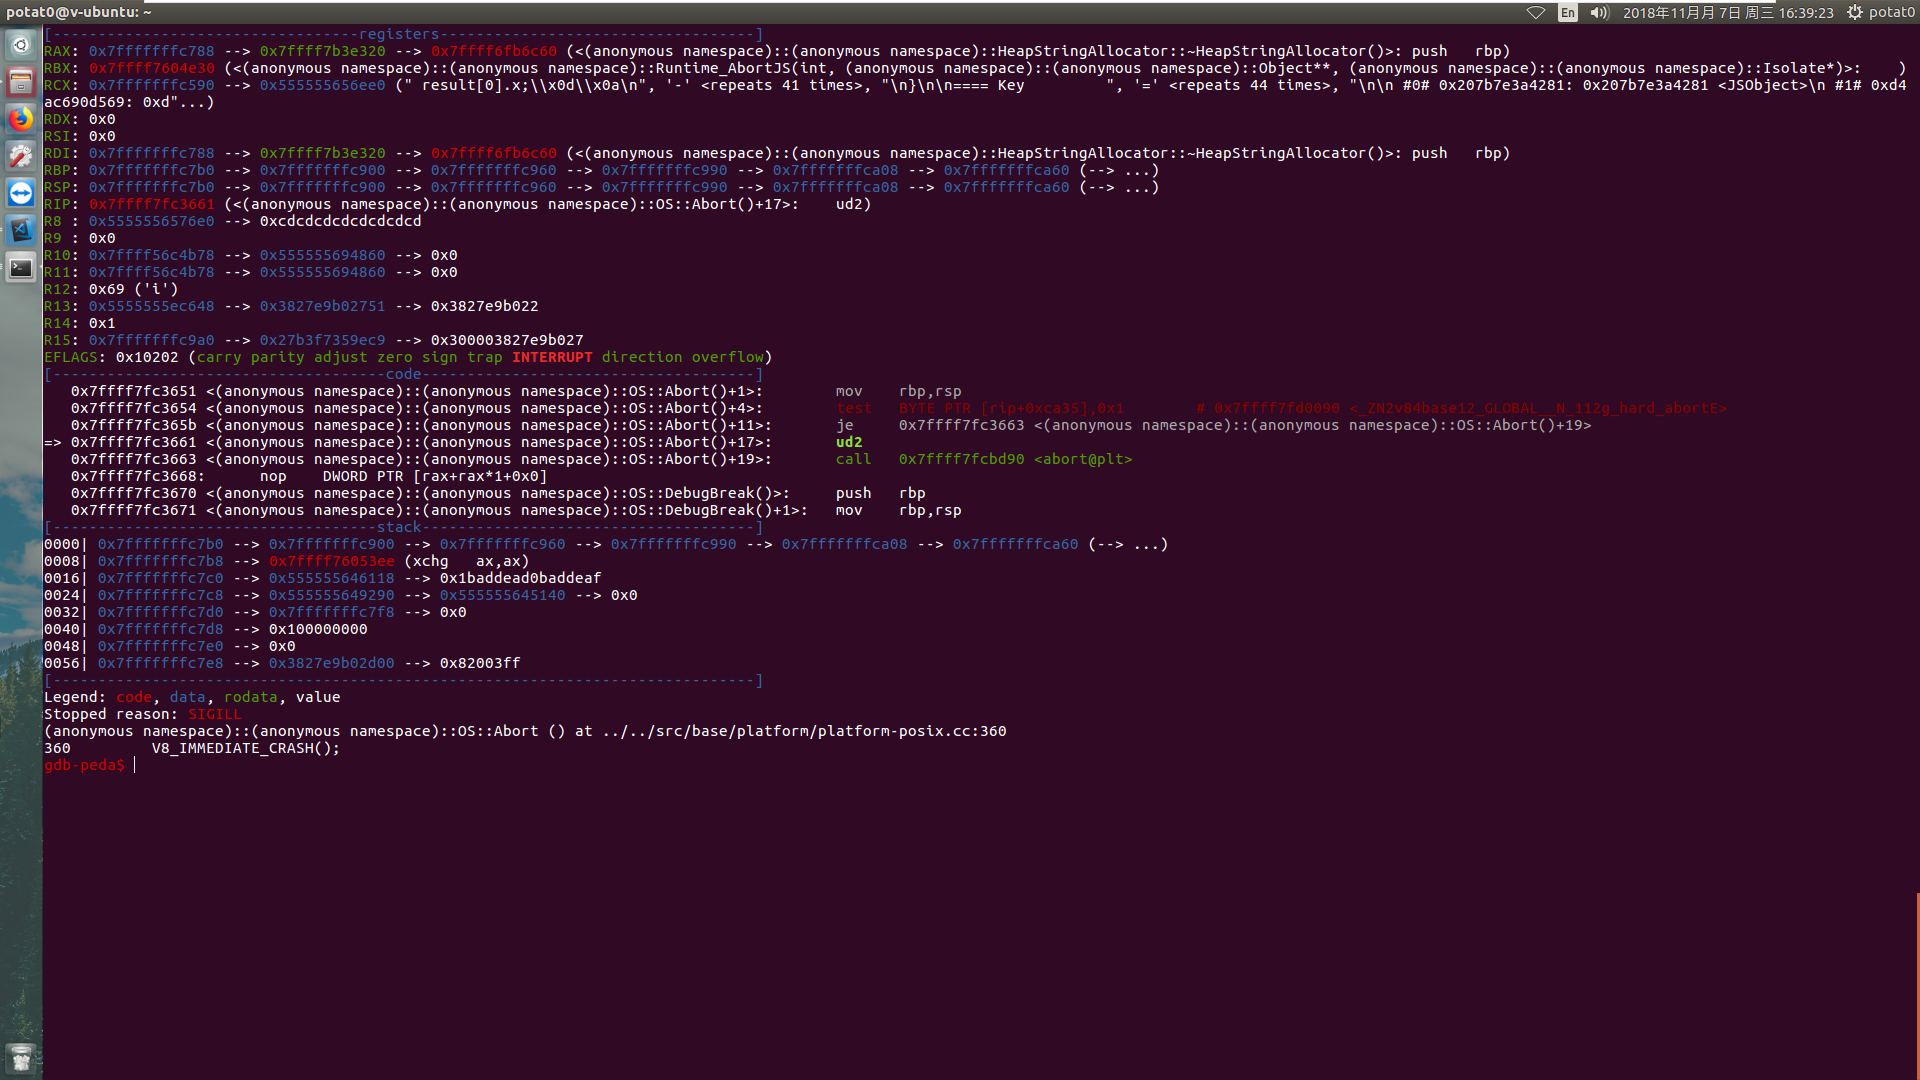 potat0@v-ubuntu: ~
En
2018年11月月 7日 周三 16:39:23
potat0
[----------------------------------registers-----------------------------------]
RAX: 0x7fffffffc788 --> 0x7ffff7b3e320 --> 0x7ffff6fb6c60 (<(anonymous namespace)::(anonymous namespace)::HeapStringAllocator::~HeapStringAllocator()>: push   rbp)
RBX: 0x7ffff7604e30 (<(anonymous namespace)::(anonymous namespace)::Runtime_AbortJS(int, (anonymous namespace)::(anonymous namespace)::Object**, (anonymous namespace)::(anonymous namespace)::Isolate*)>:    )
RCX: 0x7fffffffc590 --> 0x555555656ee0 (" result[0].x;\\x0d\\x0a\n", '-' <repeats 41 times>, "\n}\n\n==== Key         ", '=' <repeats 44 times>, "\n\n #0# 0x207b7e3a4281: 0x207b7e3a4281 <JSObject>\n #1# 0xd4
ac690d569: 0xd"...)
RDX: 0x0
RSI: 0x0
RDI: 0x7fffffffc788 --> 0x7ffff7b3e320 --> 0x7ffff6fb6c60 (<(anonymous namespace)::(anonymous namespace)::HeapStringAllocator::~HeapStringAllocator()>: push   rbp)
RBP: 0x7fffffffc7b0 --> 0x7fffffffc900 --> 0x7fffffffc960 --> 0x7fffffffc990 --> 0x7fffffffca08 --> 0x7fffffffca60 (--> ...)
RSP: 0x7fffffffc7b0 --> 0x7fffffffc900 --> 0x7fffffffc960 --> 0x7fffffffc990 --> 0x7fffffffca08 --> 0x7fffffffca60 (--> ...)
RIP: 0x7ffff7fc3661 (<(anonymous namespace)::(anonymous namespace)::OS::Abort()+17>:    ud2)
R8 : 0x5555556576e0 --> 0xcdcdcdcdcdcdcdcd
R9 : 0x0
R10: 0x7ffff56c4b78 --> 0x555555694860 --> 0x0
R11: 0x7ffff56c4b78 --> 0x555555694860 --> 0x0
R12: 0x69 ('i')
R13: 0x5555555ec648 --> 0x3827e9b02751 --> 0x3827e9b022
R14: 0x1
R15: 0x7fffffffc9a0 --> 0x27b3f7359ec9 --> 0x300003827e9b027
EFLAGS: 0x10202 (carry parity adjust zero sign trap INTERRUPT direction overflow)
[-------------------------------------code-------------------------------------]
   0x7ffff7fc3651 <(anonymous namespace)::(anonymous namespace)::OS::Abort()+1>:        mov    rbp,rsp
   0x7ffff7fc3654 <(anonymous namespace)::(anonymous namespace)::OS::Abort()+4>:        test   BYTE PTR [rip+0xca35],0x1        # 0x7ffff7fd0090 <_ZN2v84base12_GLOBAL__N_112g_hard_abortE>
   0x7ffff7fc365b <(anonymous namespace)::(anonymous namespace)::OS::Abort()+11>:       je     0x7ffff7fc3663 <(anonymous namespace)::(anonymous namespace)::OS::Abort()+19>
=> 0x7ffff7fc3661 <(anonymous namespace)::(anonymous namespace)::OS::Abort()+17>:       ud2
   0x7ffff7fc3663 <(anonymous namespace)::(anonymous namespace)::OS::Abort()+19>:       call   0x7ffff7fcbd90 <abort@plt>
   0x7ffff7fc3668:      nop    DWORD PTR [rax+rax*1+0x0]
   0x7ffff7fc3670 <(anonymous namespace)::(anonymous namespace)::OS::DebugBreak()>:     push   rbp
   0x7ffff7fc3671 <(anonymous namespace)::(anonymous namespace)::OS::DebugBreak()+1>:   mov    rbp,rsp
[------------------------------------stack-------------------------------------]
0000| 0x7fffffffc7b0 --> 0x7fffffffc900 --> 0x7fffffffc960 --> 0x7fffffffc990 --> 0x7fffffffca08 --> 0x7fffffffca60 (--> ...)
0008| 0x7fffffffc7b8 --> 0x7ffff76053ee (xchg   ax,ax)
0016| 0x7fffffffc7c0 --> 0x555555646118 --> 0x1baddead0baddeaf
0024| 0x7fffffffc7c8 --> 0x555555649290 --> 0x555555645140 --> 0x0
0032| 0x7fffffffc7d0 --> 0x7fffffffc7f8 --> 0x0
0040| 0x7fffffffc7d8 --> 0x100000000
0048| 0x7fffffffc7e0 --> 0x0
0056| 0x7fffffffc7e8 --> 0x3827e9b02d00 --> 0x82003ff
[------------------------------------------------------------------------------]
Legend: code, data, rodata, value
Stopped reason: SIGILL
(anonymous namespace)::(anonymous namespace)::OS::Abort () at ../../src/base/platform/platform-posix.cc:360
360         V8_IMMEDIATE_CRASH();
gdb-peda$